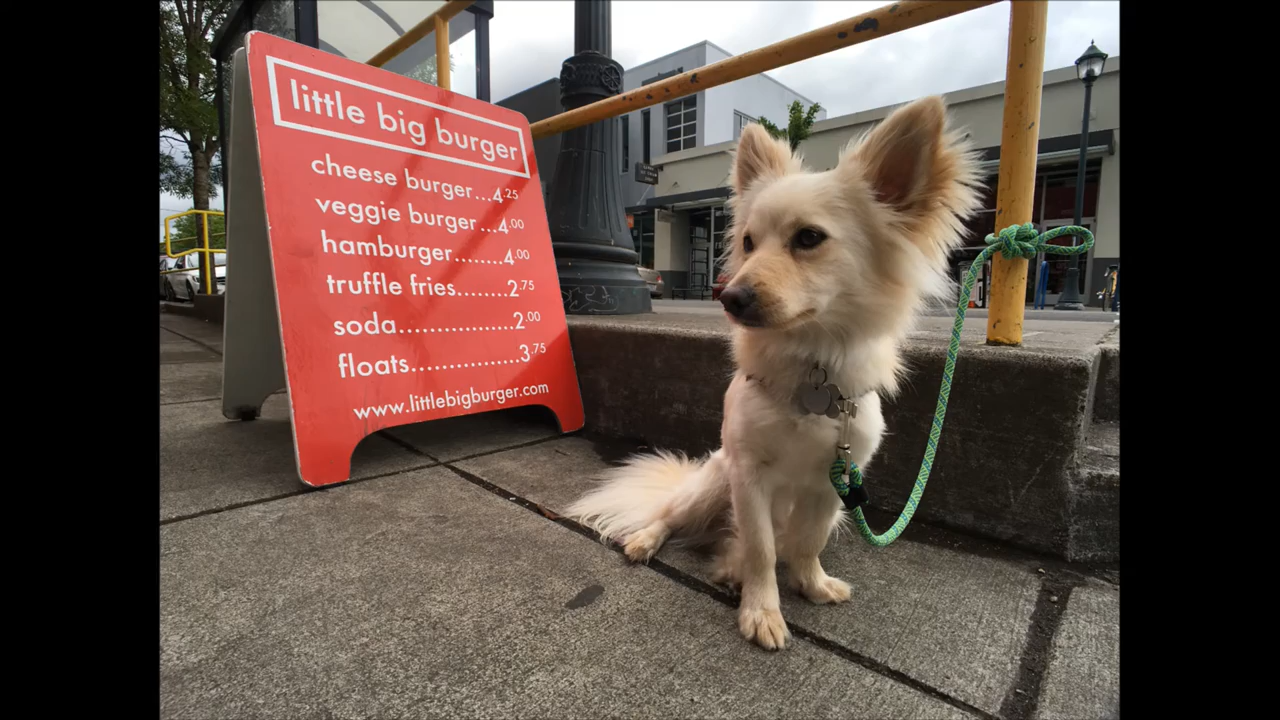 little big burger
cheese burger...4.25
veggie burger...4.00
hamburger.......4.00
truffle fries........2.75
soda................2.00
floats...............3.75
www.littlebigburger.com